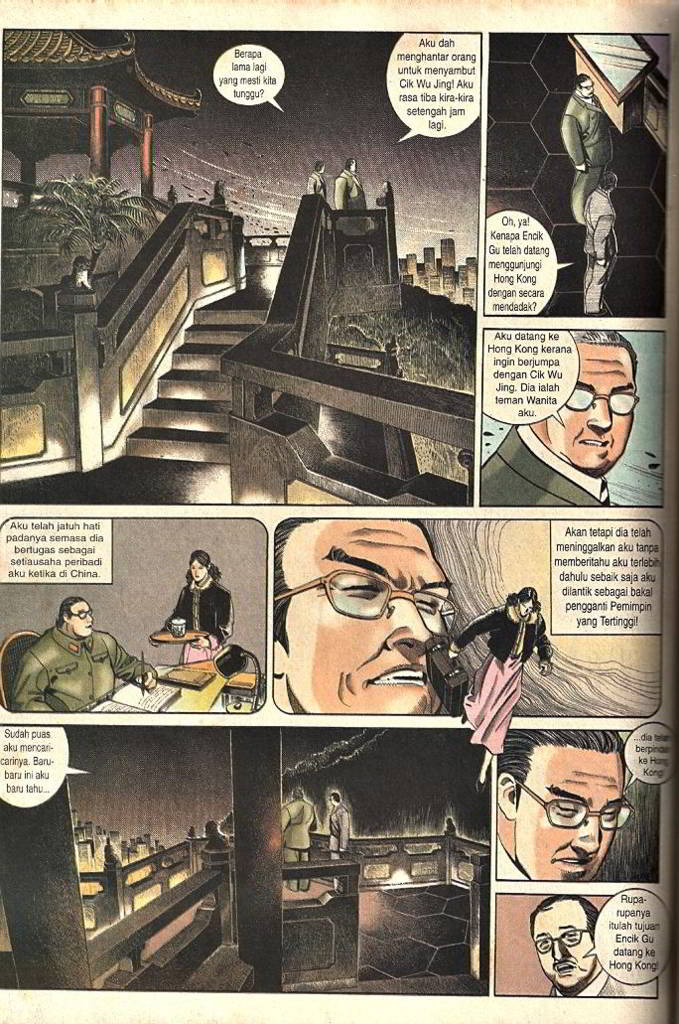 Berapa
lama lagi
yang mesti kita
tunggu?
Aku dah
menghantar orang
untuk menyambut
Cik Wu Jing! Aku
rasa tiba kira-kira
setengah jam
lagi.
Oh, ya!
Kenapa Encik
Gu telah datang
menggunjungi
Hong Kong
dengan secara
mendadak?
Aku datang ke
Hong Kong kerana
ingin berjumpa
dengan Cik Wu
Jing. Dia ialah
teman Wanita
aku.
Aku telah jatuh hati
padanya semasa dia
bertugas sebagai
setiausaha peribadi
aku ketika di China.
Akan tetapi dia telah
meninggalkan aku tanpa
memberitahu aku terlebih
dahulu sebaik saja aku
dilantik sebagai bakal
pengganti Pemimpin
yang Tertinggi!
Sudah puas
aku mencari-
carinya. Baru-
baru ini aku
baru tahu...
...dia telah
berpindah
ke Hong
Kong!
Rupa-
rupanya
itulah tujuan
Encik Gu
datang ke
Hong Kong!